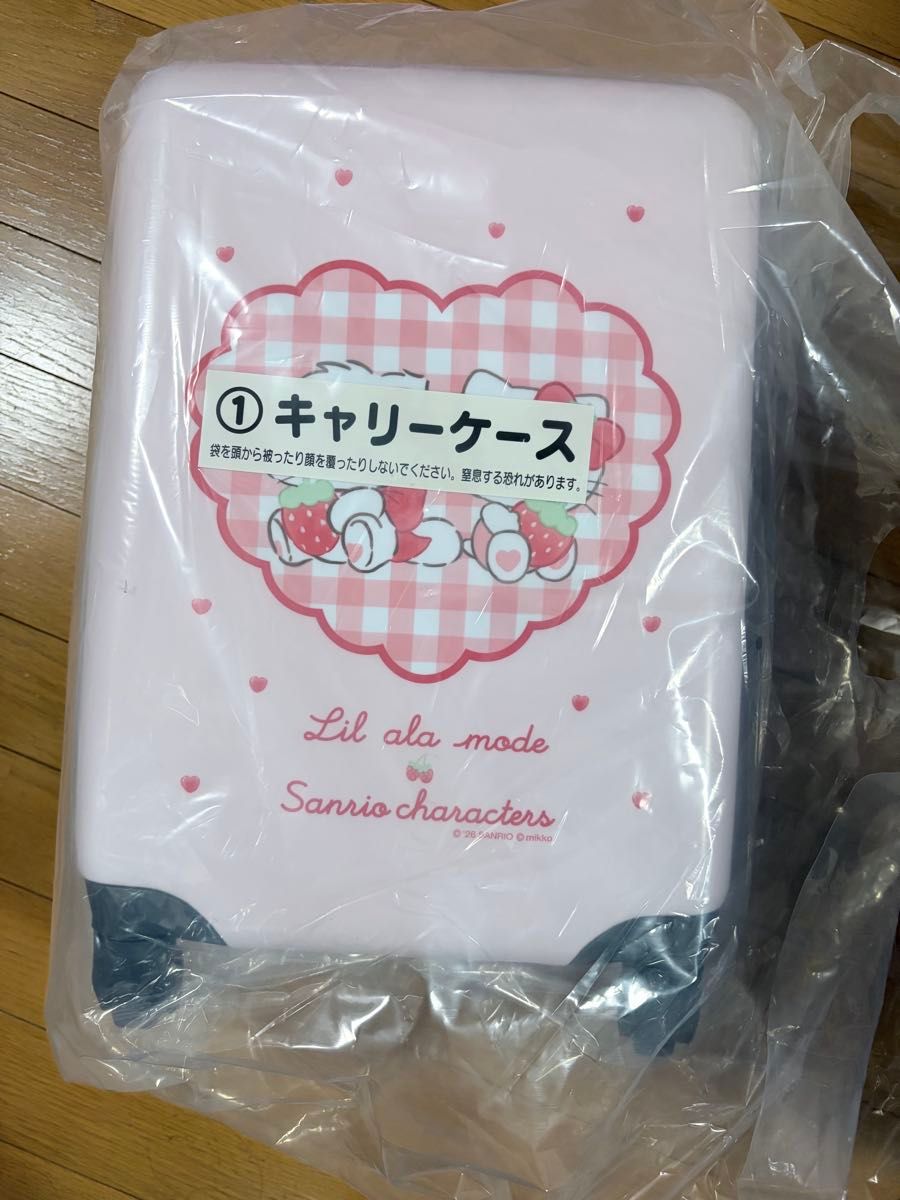 ① キャリーケース
袋を頭から被ったり顔を覆ったりしないでください。窒息する恐れがあります。
Lil ala mode
Sanrio characters
© '26 SANRIO © mikko